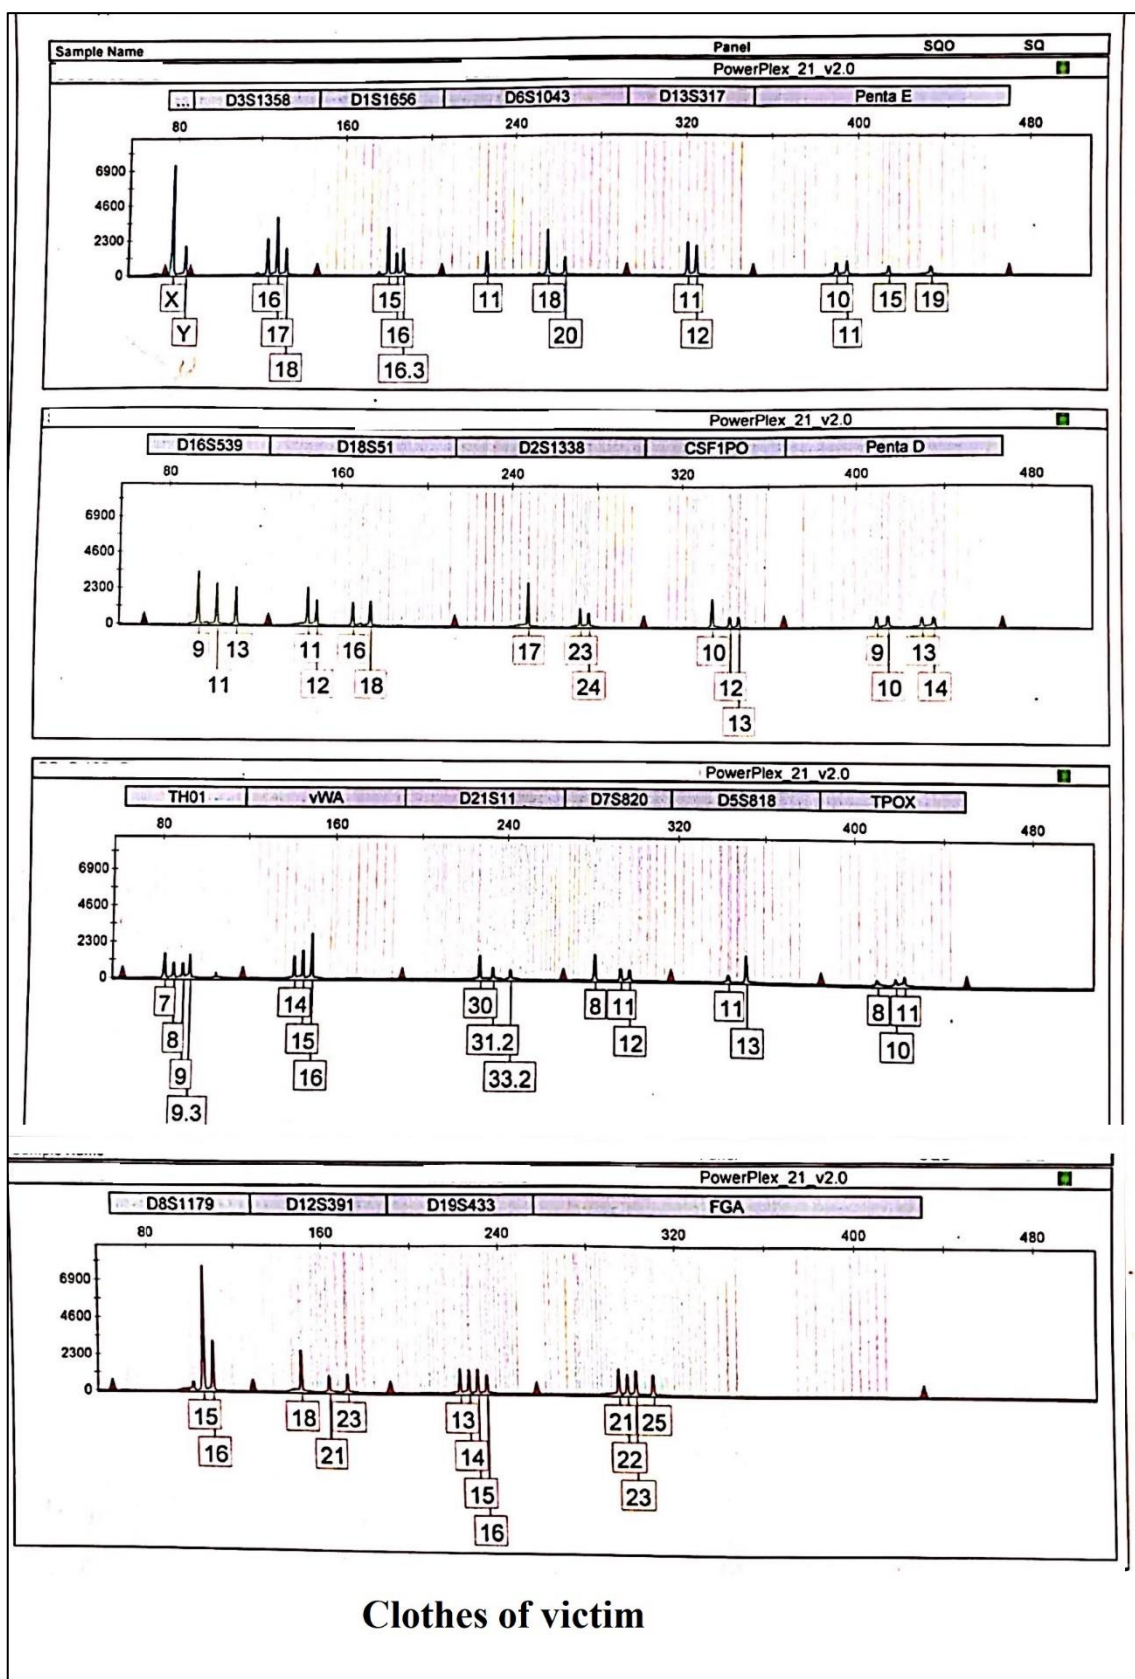 Sample Name Panel SQO SQ
PowerPlex_21_v2.0
... D3S1358 D1S1656 D6S1043 D13S317 Penta E
80 160 240 320 400 480
6900
4600
2300
0
X 16 15 11 18 11 10 15 19
Y 17 16 20 12 11
18 16.3
PowerPlex_21_v2.0
D16S539 D18S51 D2S1338 CSF1PO Penta D
80 160 240 320 400 480
6900
4600
2300
0
9 13 11 16 17 23 10 9 13
11 12 18 24 12 10 14
13
PowerPlex_21_v2.0
TH01 vWA D21S11 D7S820 D5S818 TPOX
80 160 240 320 400 480
6900
4600
2300
0
7 14 30 8 11 11 8 11
8 15 31.2 12 13 10
9 16 33.2
9.3
PowerPlex_21_v2.0
D8S1179 D12S391 D19S433 FGA
80 160 240 320 400 480
6900
4600
2300
0
15 18 23 13 21 25
16 21 14 22
15 23
16
Clothes of victim